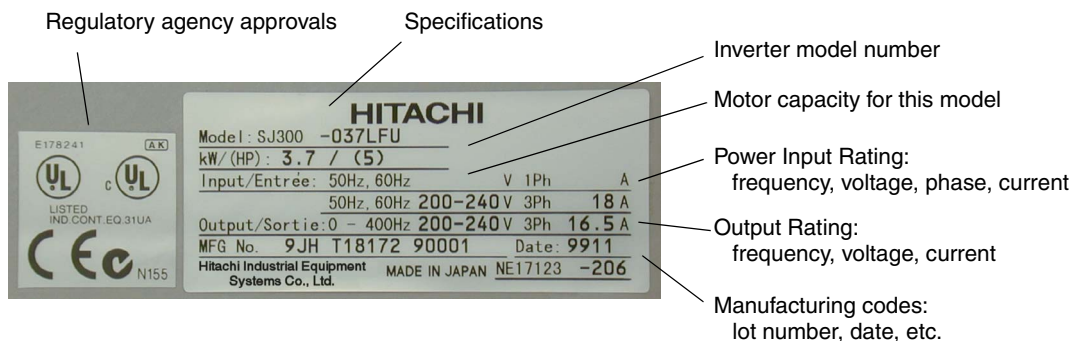 Regulatory agency approvals
Specifications
Inverter model number
Motor capacity for this model
Power Input Rating:
frequency, voltage, phase, current
Output Rating:
frequency, voltage, current
Manufacturing codes:
lot number, date, etc.
E178241
AK
UL
C UL
LISTED
IND.CONT.EQ.31UA
CE
N155
HITACHI
Model: SJ300 -037LFU
kW/(HP): 3.7 / (5)
Input/Entrée: 50Hz, 60Hz V 1Ph A
50Hz, 60Hz 200-240 V 3Ph 18 A
Output/Sortie: 0 - 400Hz 200-240 V 3Ph 16.5 A
MFG No. 9JH T18172 90001 Date: 9911
Hitachi Industrial Equipment
Systems Co., Ltd.
MADE IN JAPAN NE17123 -206